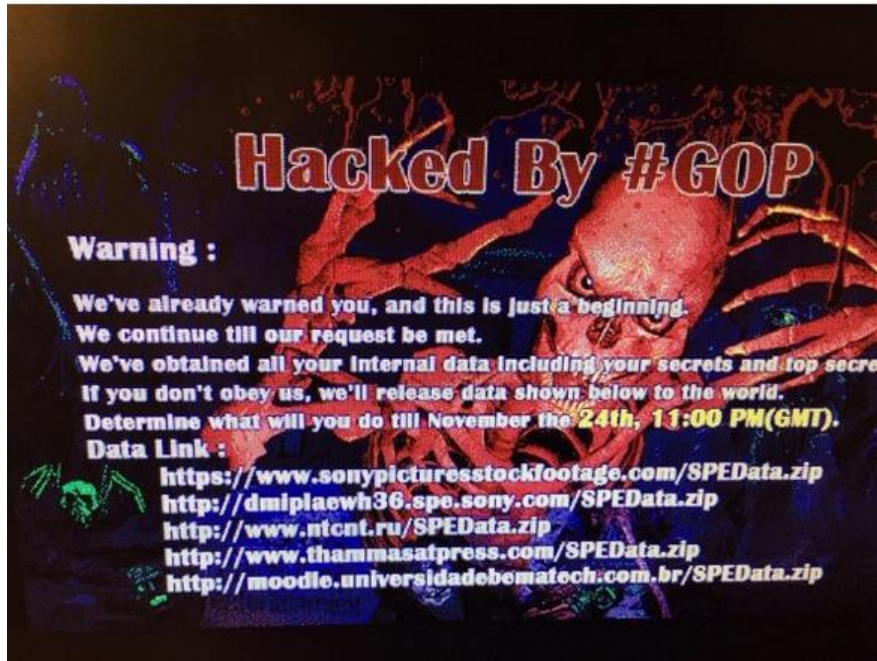 Hacked By #GOP
Warning :
We've already warned you, and this is just a beginning.
We continue till our request be met.
We've obtained all your internal data including your secrets and top secre
If you don't obey us, we'll release data shown below to the world.
Determine what will you do till November the 24th, 11:00 PM(GMT).
Data Link :
https://www.sonypicturesstockfootage.com/SPEData.zip
http://dmiplaewh36.spe.sony.com/SPEData.zip
http://www.ntcnt.ru/SPEData.zip
http://www.thammasatpress.com/SPEData.zip
http://moodle.universidadebematech.com.br/SPEData.zip